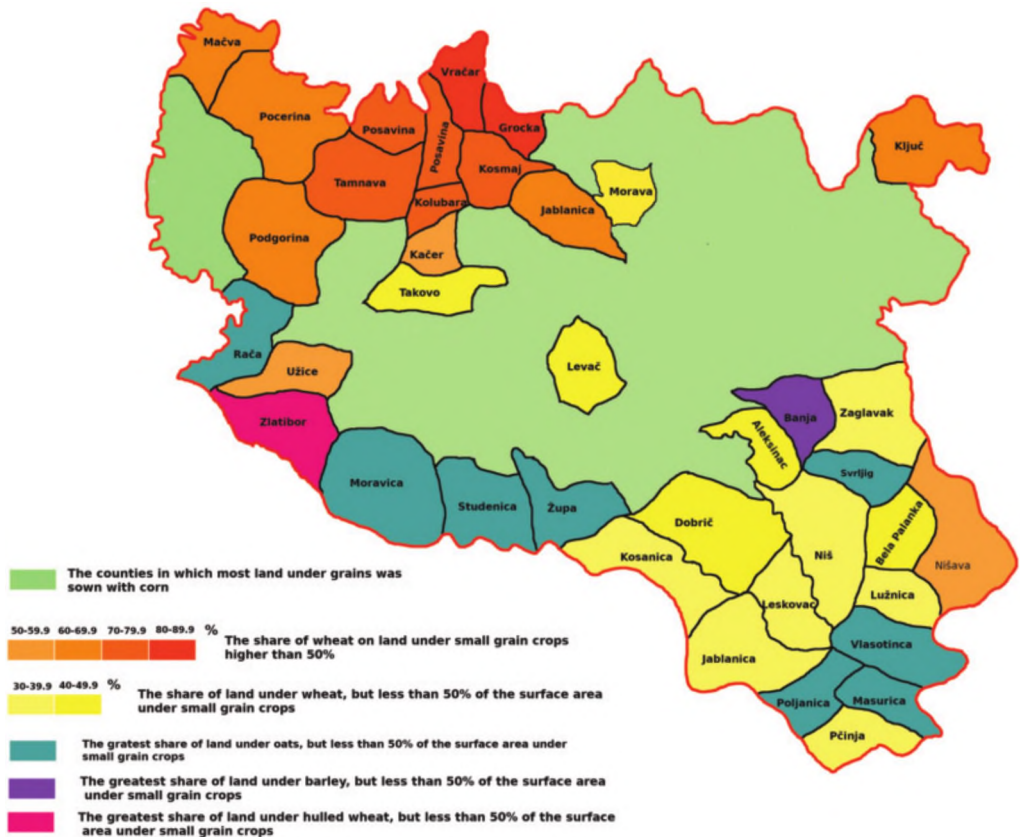 Mačva
Vračar
Pocerina
Posavina
Posavina
Grocka
Ključ
Tamnava
Kosmaj
Morava
Kolubara
Jablanica
Podgorina
Kačer
Takovo
Rača
Užice
Levač
Zlatibor
Banja
Zaglavak
Aleksinac
Moravica
Svrljig
Studenica
Župa
Dobrič
Bela Palanka
Kosanica
Niš
Nišava
Lužnica
Leskovac
Vlasotinca
Jablanica
Poljanica
Masurica
Pčinja
The counties in which most land under grains was
sown with corn
50-59.9 60-69.9 70-79.9 80-89.9 %
The share of wheat on land under small grain crops
higher than 50%
30-39.9 40-49.9 %
The share of land under wheat, but less than 50% of the surface area
under small grain crops
The gratest share of land under oats, but less than 50% of the surface area under
small grain crops
The greatest share of land under barley, but less than 50% of the surface area
under small grain crops
The greatest share of land under hulled wheat, but less than 50% of the surface
area under small grain crops